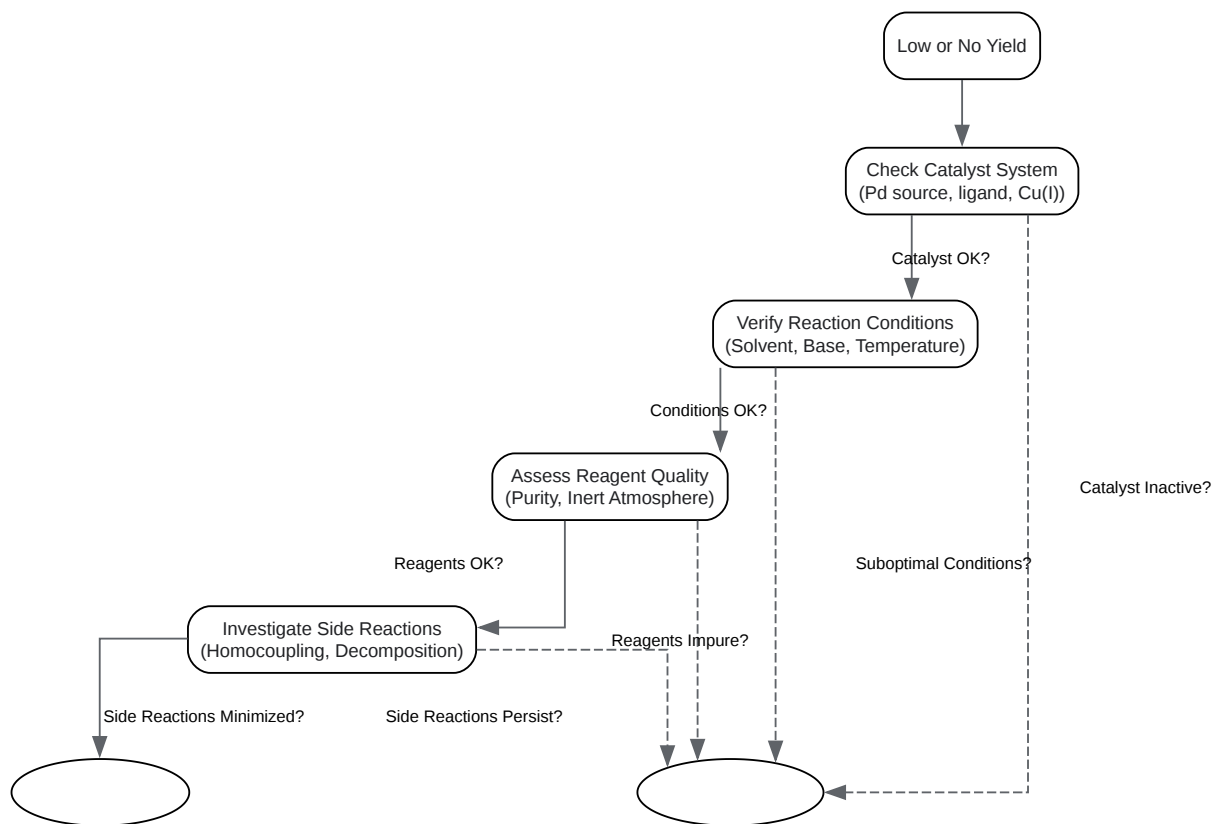 Low or No Yield
Check Catalyst System
(Pd source, ligand, Cu(I))
Catalyst OK?
Verify Reaction Conditions
(Solvent, Base, Temperature)
Conditions OK?
Assess Reagent Quality
(Purity, Inert Atmosphere)
Catalyst Inactive?
Reagents OK?
Suboptimal Conditions?
Investigate Side Reactions
(Homocoupling, Decomposition)
Reagents Impure?
Side Reactions Minimized?
Side Reactions Persist?